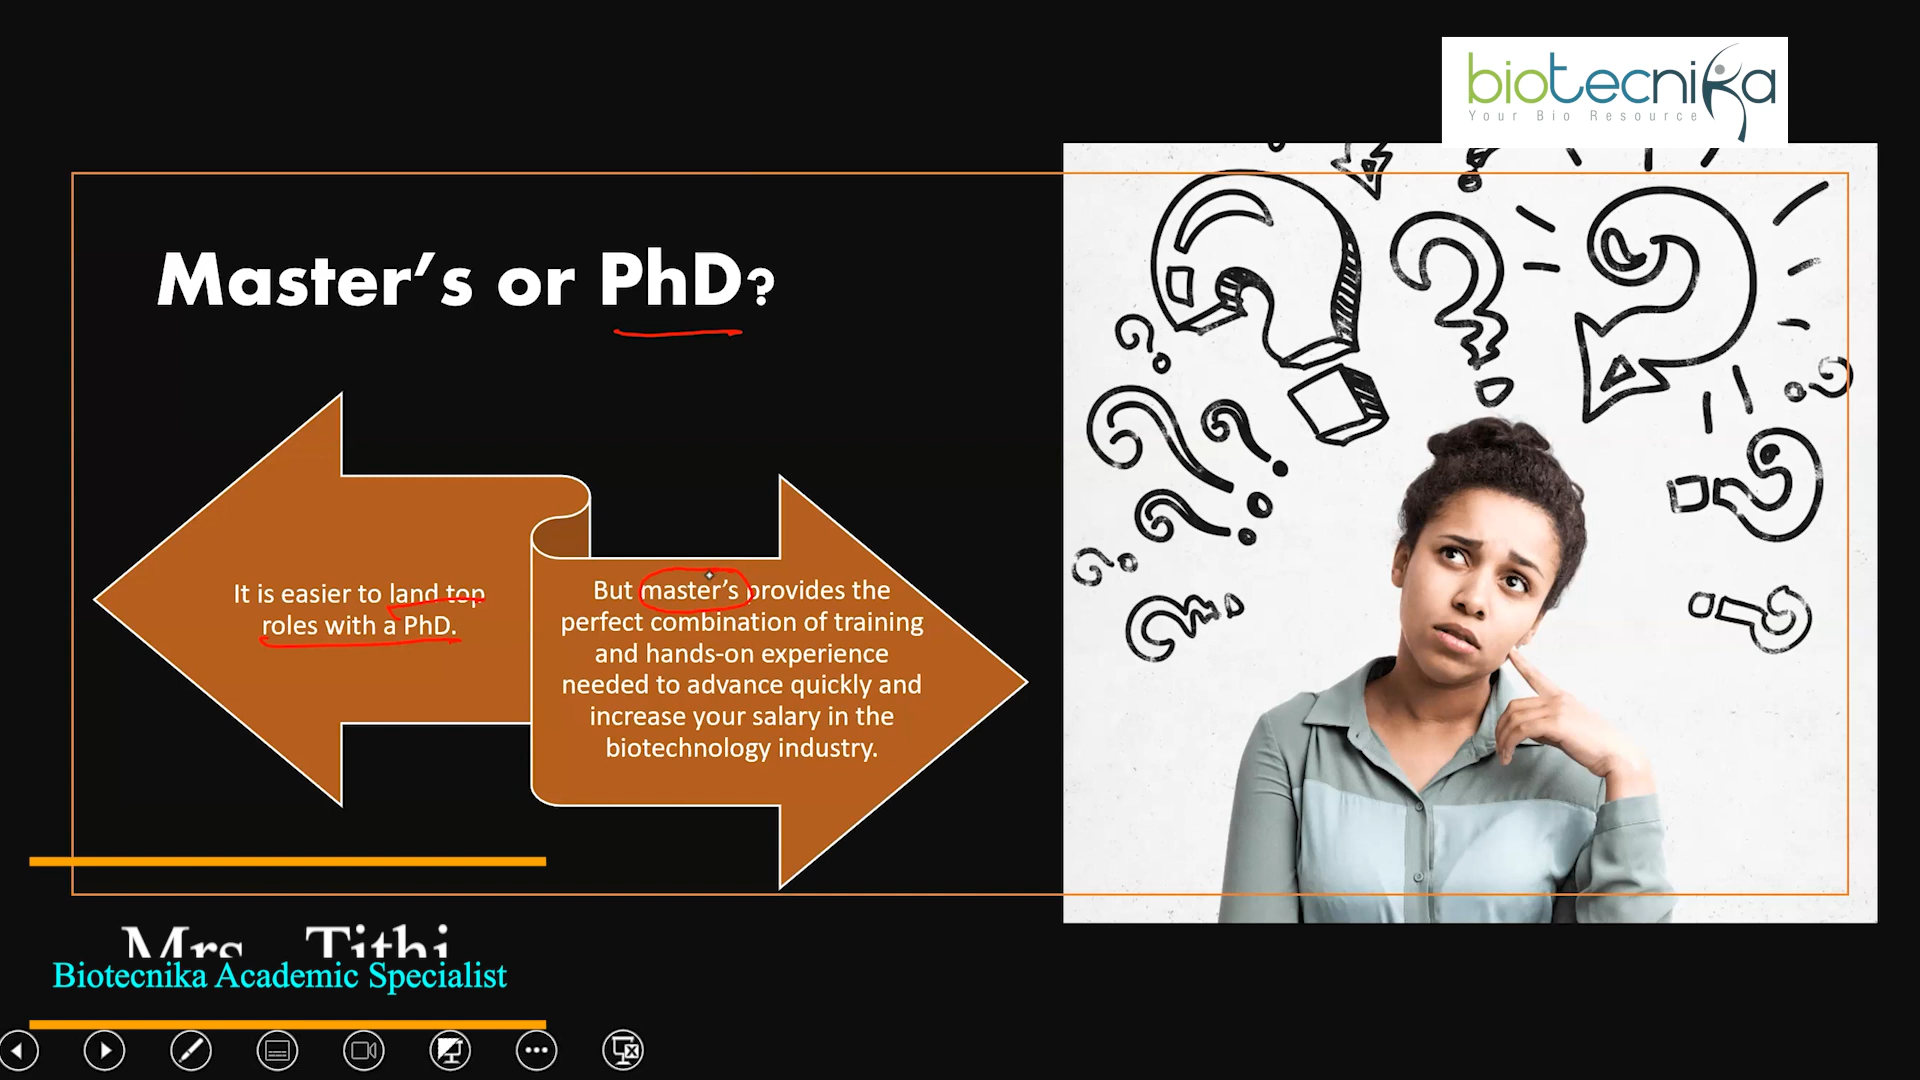 biotecnika
Your Bio Resource
Master's or PhD?
It is easier to land top
roles with a PhD.
But master's provides the
perfect combination of training
and hands-on experience
needed to advance quickly and
increase your salary in the
biotechnology industry.
Mrs. Tithi
Biotecnika Academic Specialist